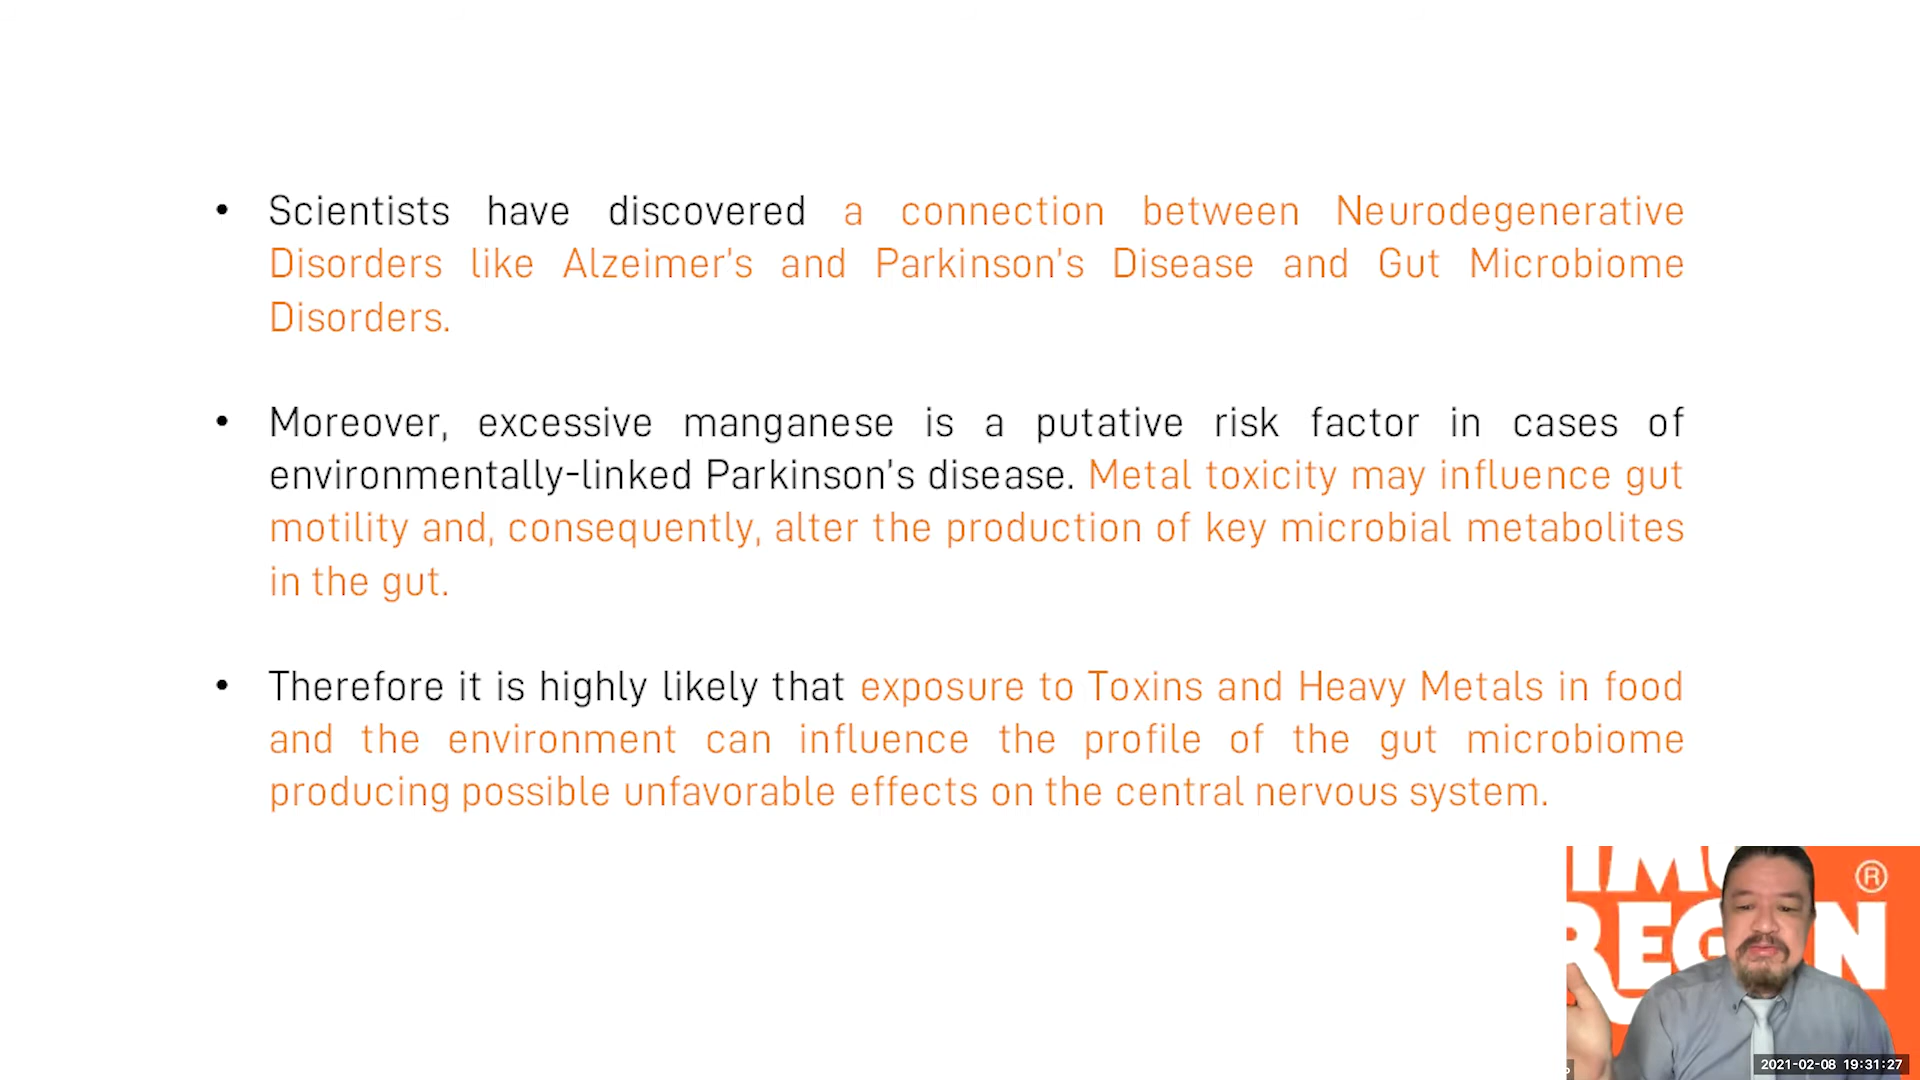 • Scientists have discovered a connection between Neurodegenerative
Disorders like Alzeimer's and Parkinson's Disease and Gut Microbiome
Disorders.
• Moreover, excessive manganese is a putative risk factor in cases of
environmentally-linked Parkinson's disease. Metal toxicity may influence gut
motility and, consequently, alter the production of key microbial metabolites
in the gut.
• Therefore it is highly likely that exposure to Toxins and Heavy Metals in food
and the environment can influence the profile of the gut microbiome
producing possible unfavorable effects on the central nervous system.
®
2021-02-08 19:31:27